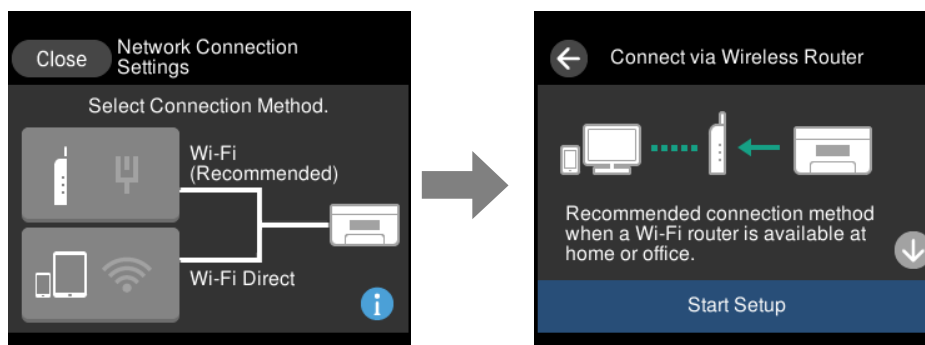 Close
Network Connection
Settings
Select Connection Method.
Wi-Fi
(Recommended)
Wi-Fi Direct
i
Connect via Wireless Router
Recommended connection method
when a Wi-Fi router is available at
home or office.
Start Setup